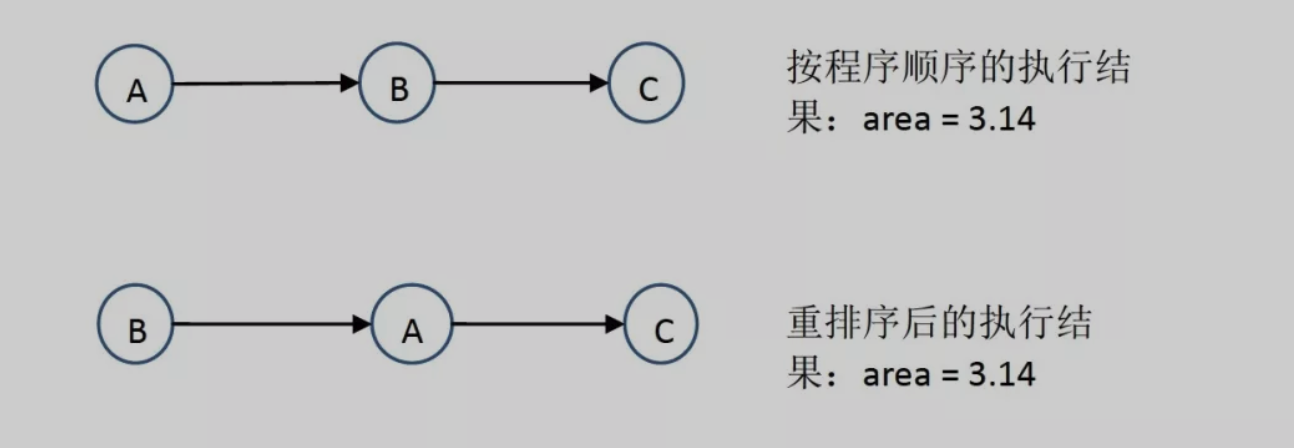 A B C
按程序顺序的执行结
果：area = 3.14
B A C
重排序后的执行结
果：area = 3.14